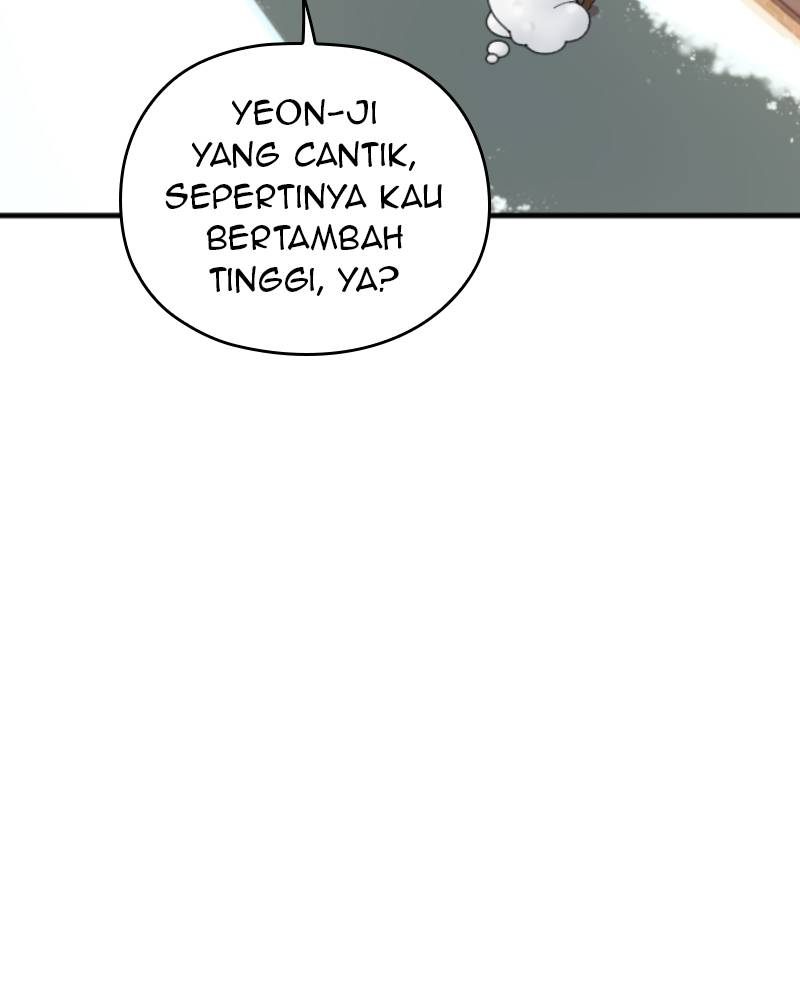 YEON-JI
YANG CANTIK,
SEPERTINYA KAU
BERTAMBAH
TINGGI, YA?